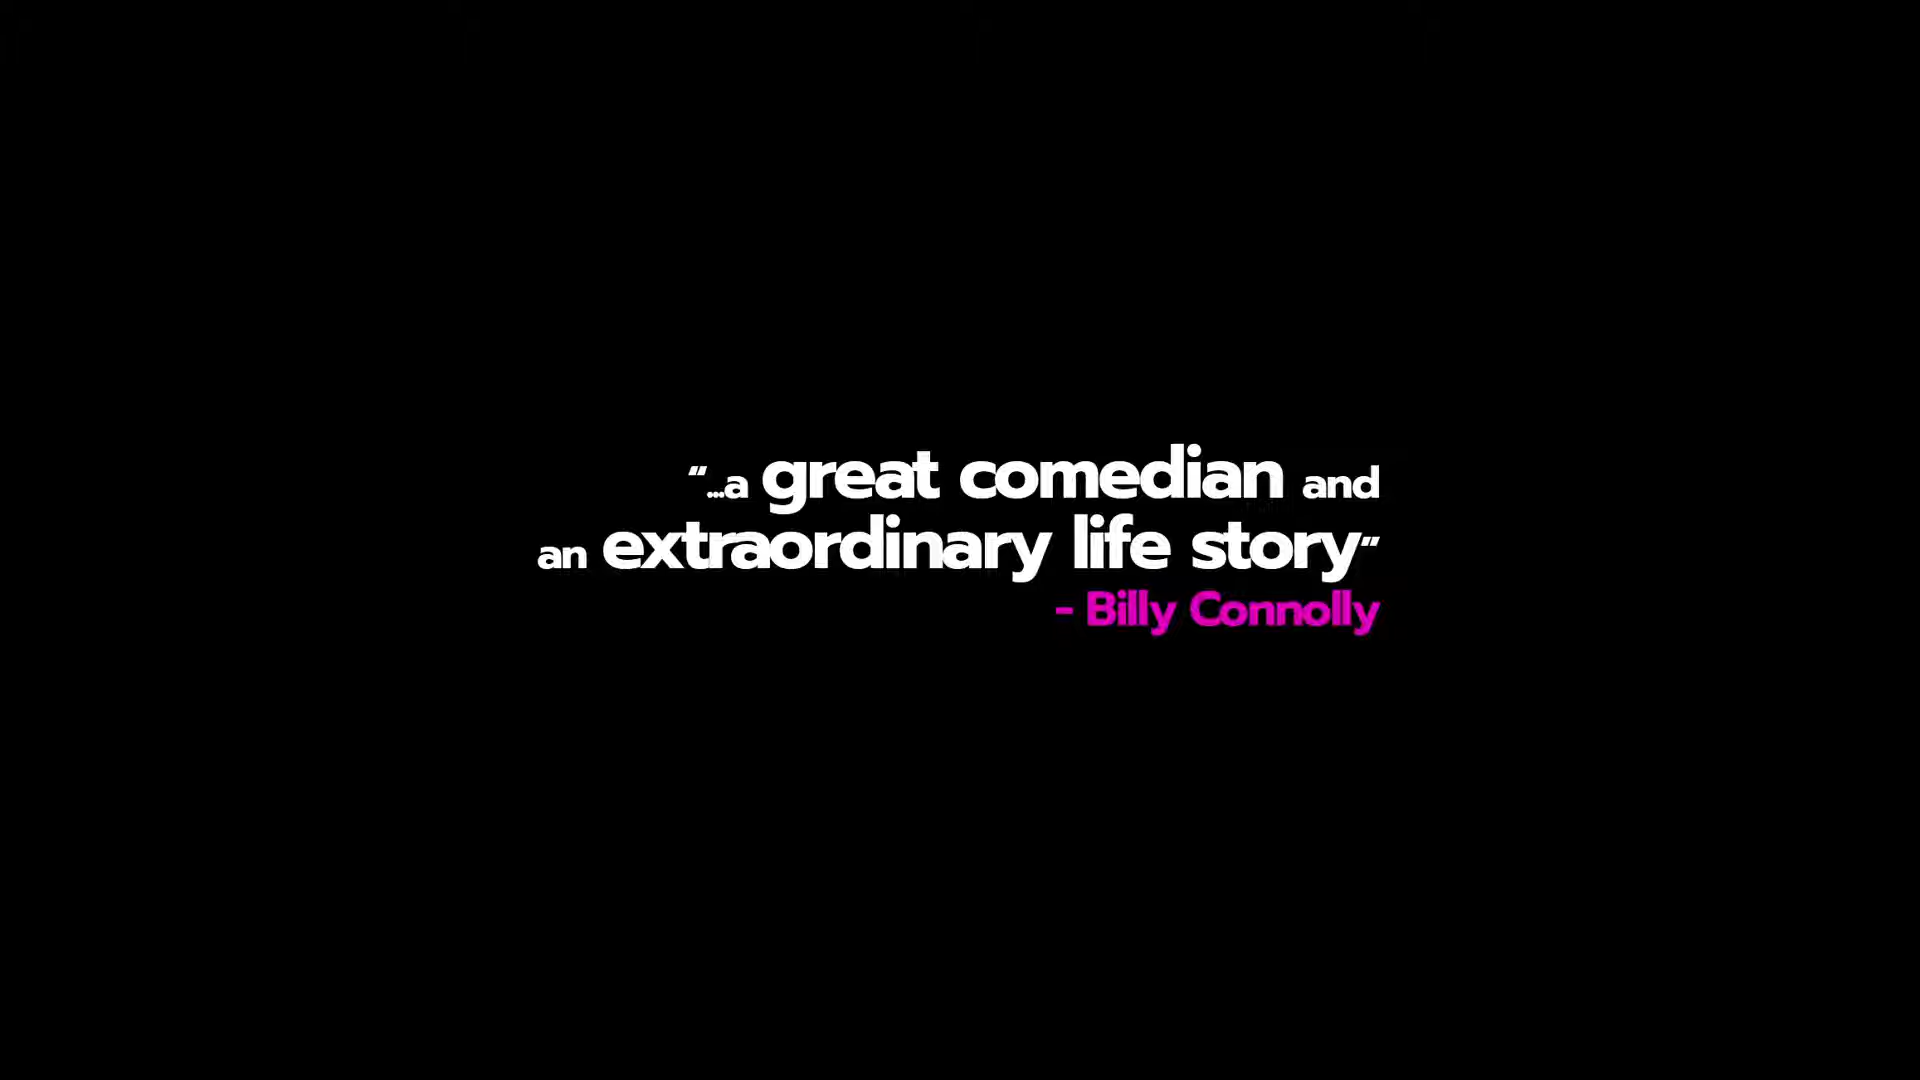 “...a great comedian and
an extraordinary life story”
- Billy Connolly